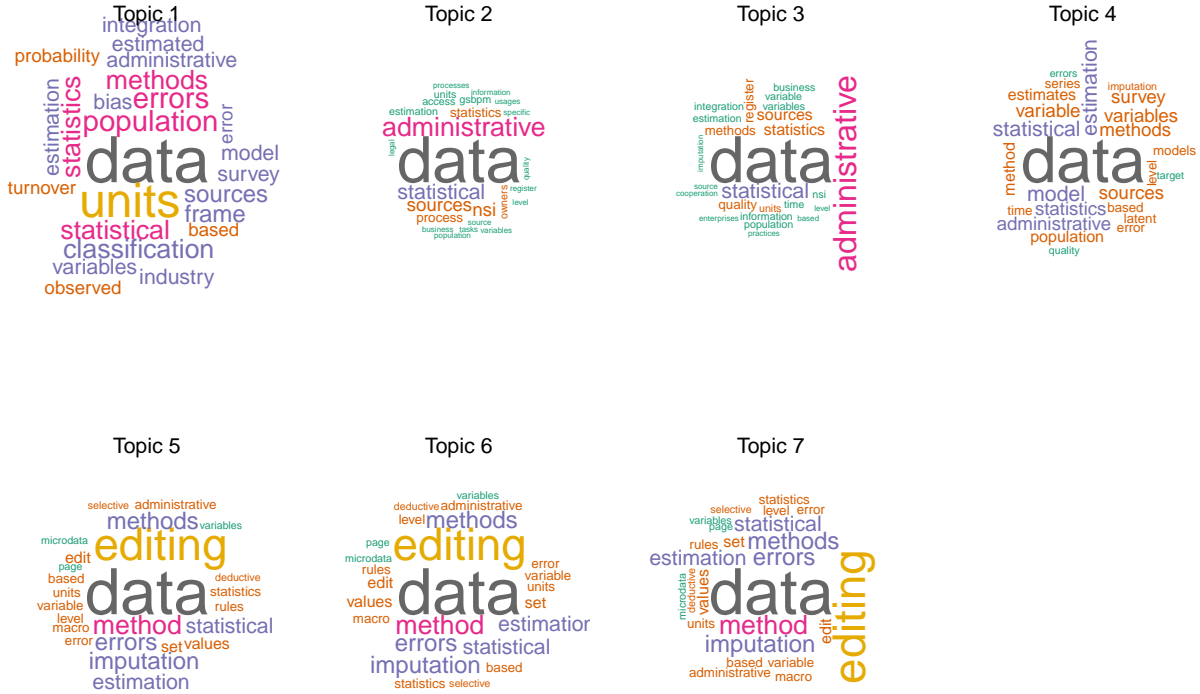 Topic 1
integration
estimated
probability
administrative
methods
estimation
statistics
bias
errors
error
population
data
model
survey
turnover
units
sources
frame
statistical
based
classification
variables
industry
observed
Topic 2
processes
units
information
access
gsbpm
usages
estimation
statistics
specific
administrative
legal
data
quality
statistical
register
sources
nsi
owners
level
process
source
business
tasks
variables
population
Topic 3
business
register
variable
integration
variables
estimation
sources
methods
statistics
administrative
imputation
data
source
cooperation
statistical
nsi
quality
units
time
level
enterprises
information
based
population
practices
Topic 4
errors
estimation
series
imputation
estimates
survey
variable
variables
statistical
methods
method
data
models
level
target
model
sources
time
statistics
based
administrative
latent
population
error
quality
Topic 5
selective
administrative
methods
variables
microdata
editing
edit
page
based
data
deductive
units
statistics
variable
rules
level
macro
method
statistical
error
errors
set
values
imputation
estimation
Topic 6
variables
deductive
administrative
level
methods
page
editing
microdata
rules
error
edit
data
variable
units
values
set
macro
method
estimation
errors
statistical
imputation
based
statistics
selective
Topic 7
statistics
selective
level
error
variables
page
statistical
rules
set
methods
estimation
errors
microdata
deductive
values
data
editing
units
method
edit
imputation
based
variable
administrative
macro